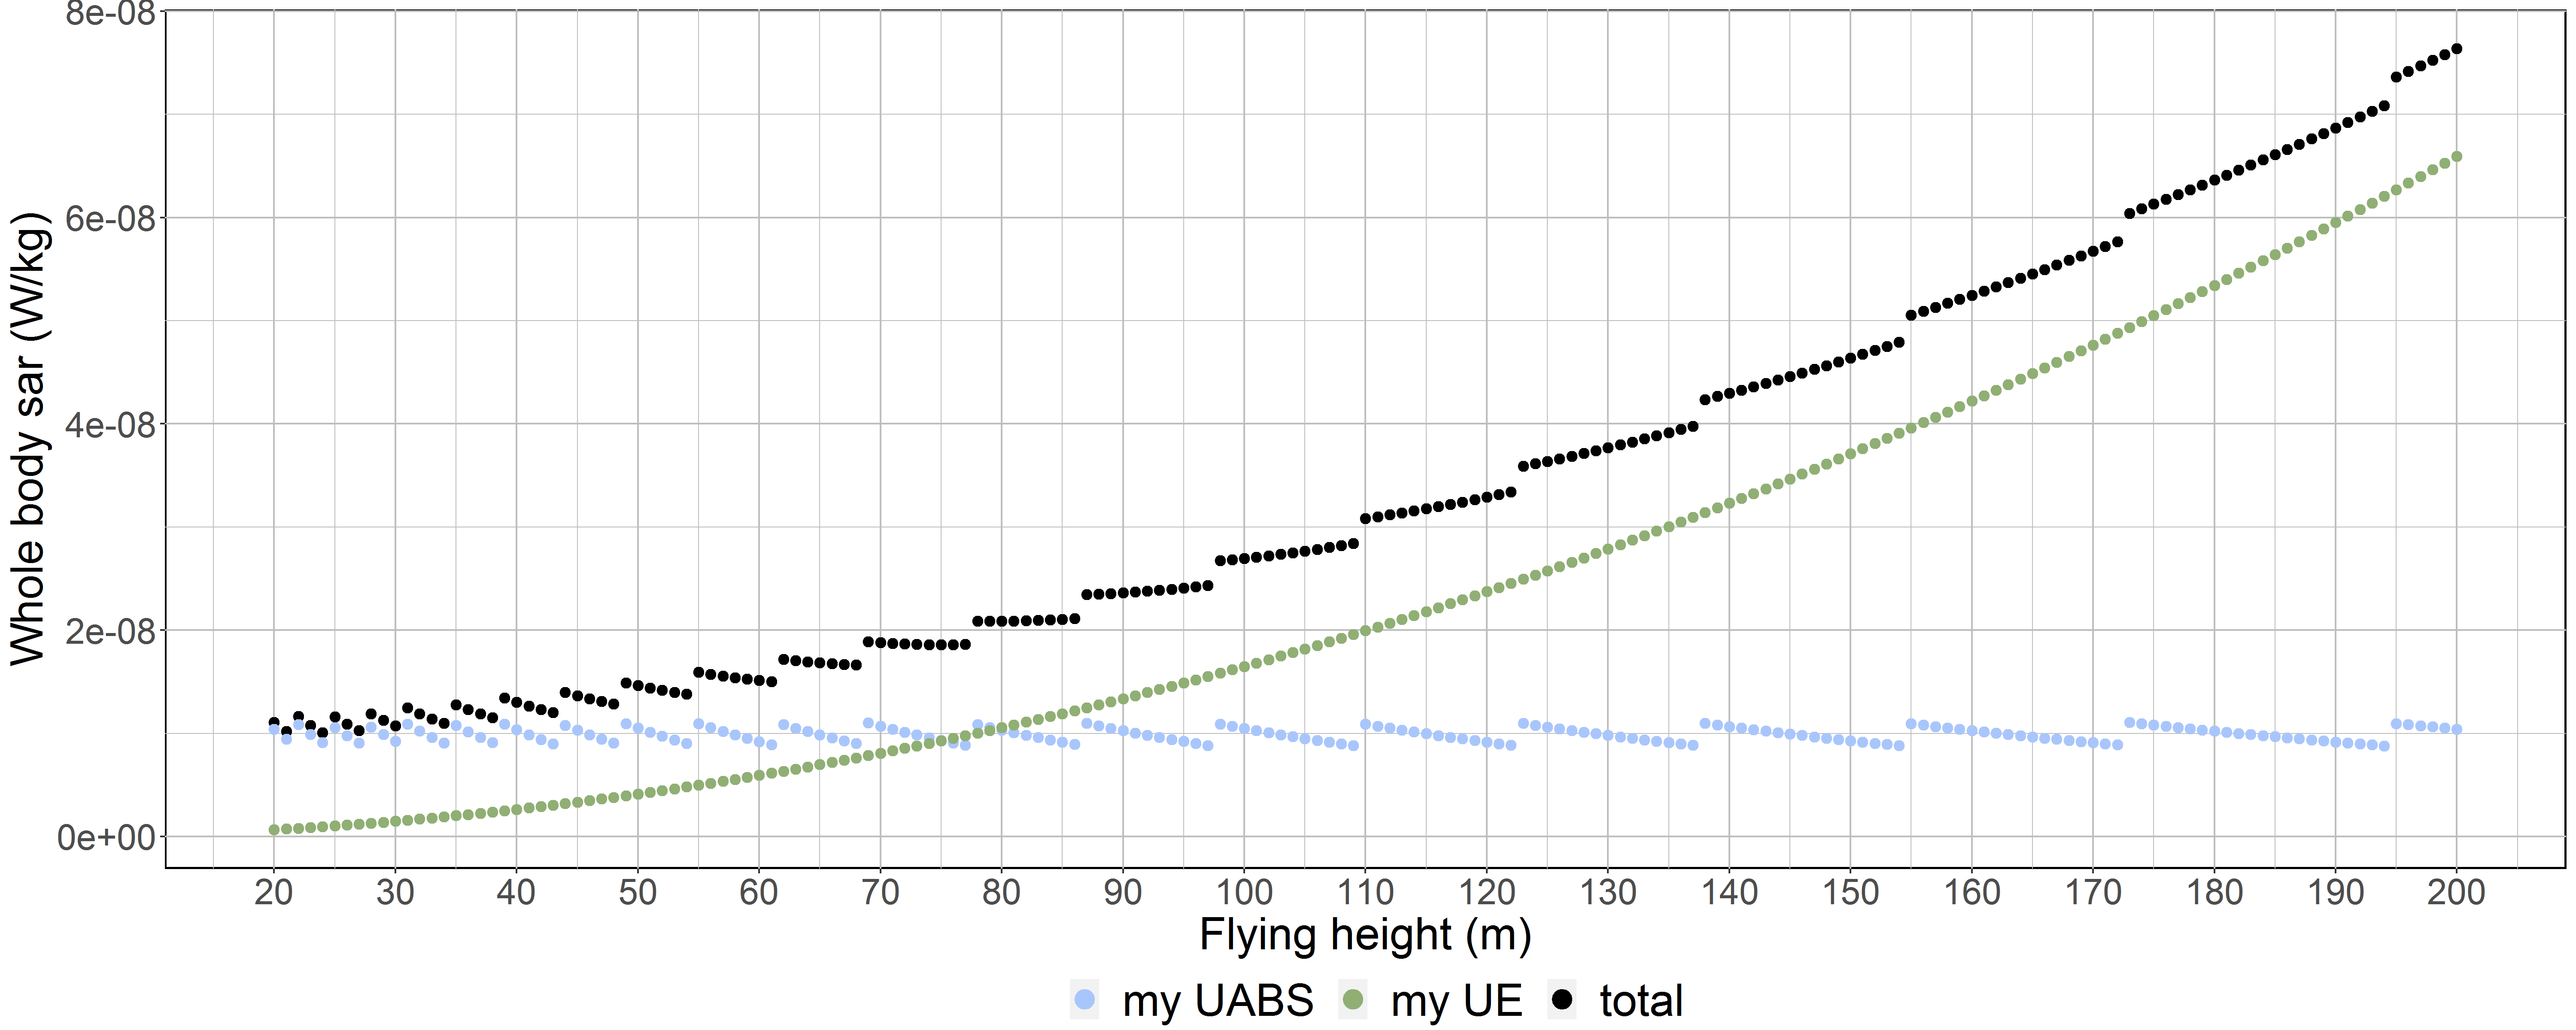 Whole body sar (W/kg)
8e-08
6e-08
4e-08
2e-08
0e+00
20 30 40 50 60 70 80 90 100 110 120 130 140 150 160 170 180 190 200
Flying height (m)
my UABS my UE total